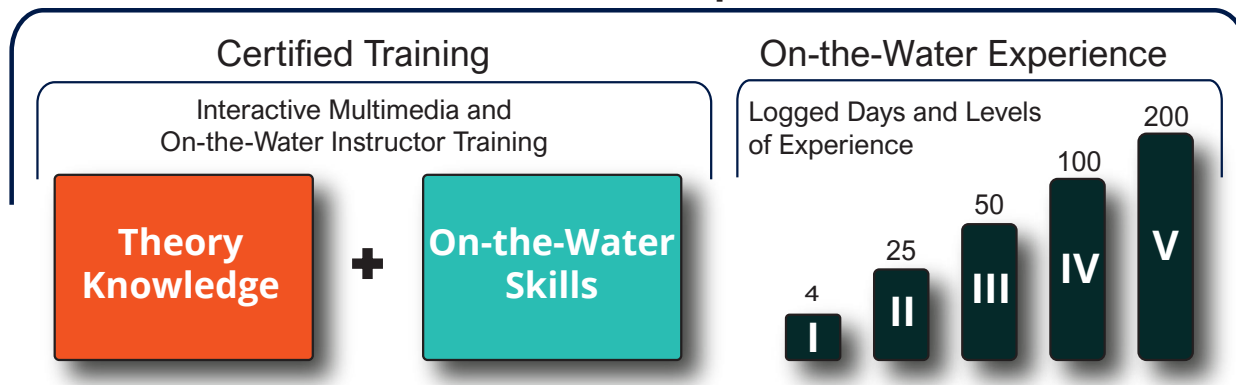 Certified Training
Interactive Multimedia and
On-the-Water Instructor Training
Theory
Knowledge
+
On-the-Water
Skills
On-the-Water Experience
Logged Days and Levels
of Experience
4
25
50
100
200
I
II
III
IV
V